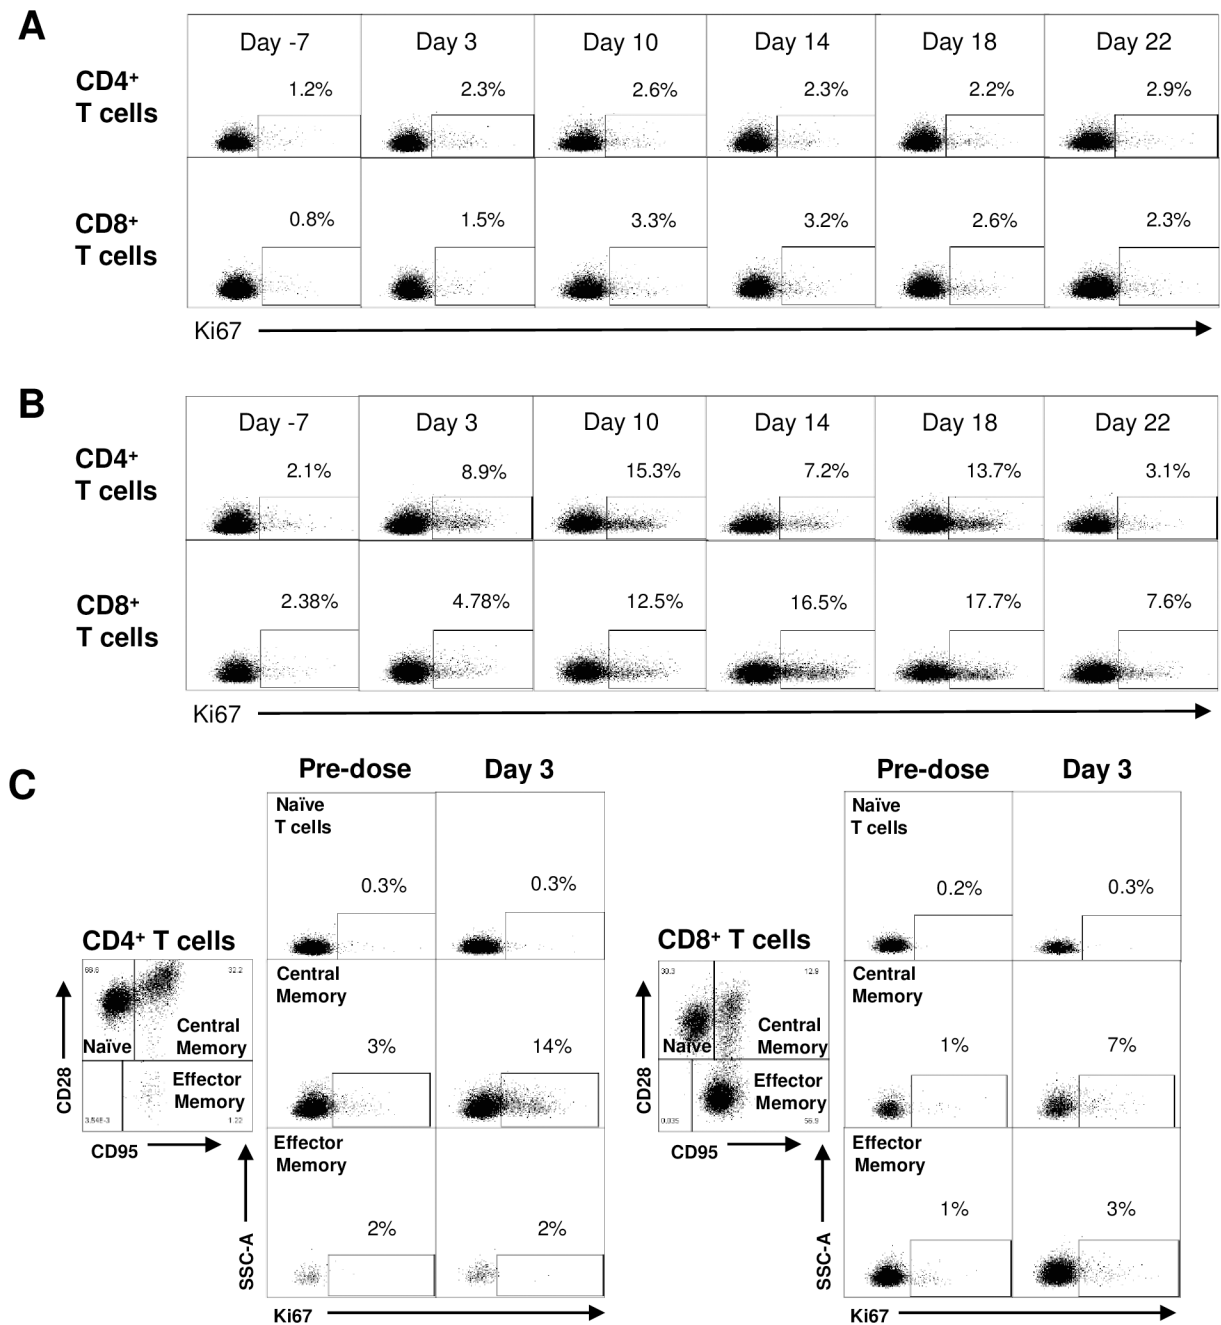 A
Day -7 Day 3 Day 10 Day 14 Day 18 Day 22
CD4+
T cells
1.2% 2.3% 2.6% 2.3% 2.2% 2.9%
CD8+
T cells
0.8% 1.5% 3.3% 3.2% 2.6% 2.3%
Ki67
B
Day -7 Day 3 Day 10 Day 14 Day 18 Day 22
CD4+
T cells
2.1% 8.9% 15.3% 7.2% 13.7% 3.1%
CD8+
T cells
2.38% 4.78% 12.5% 16.5% 17.7% 7.6%
Ki67
C
Pre-dose Day 3
Naïve
T cells
0.3% 0.3%
CD4+ T cells
32.2
Naïve
Central
Memory
Effector
Memory
1.22
CD28
CD95
Central
Memory
3% 14%
Effector
Memory
2% 2%
SSC-A
Ki67
Pre-dose Day 3
Naïve
T cells
0.2% 0.3%
CD8+ T cells
12.9
Naïve
Central
Memory
Effector
Memory
CD28
CD95
Central
Memory
1% 7%
Effector
Memory
1% 3%
SSC-A
Ki67